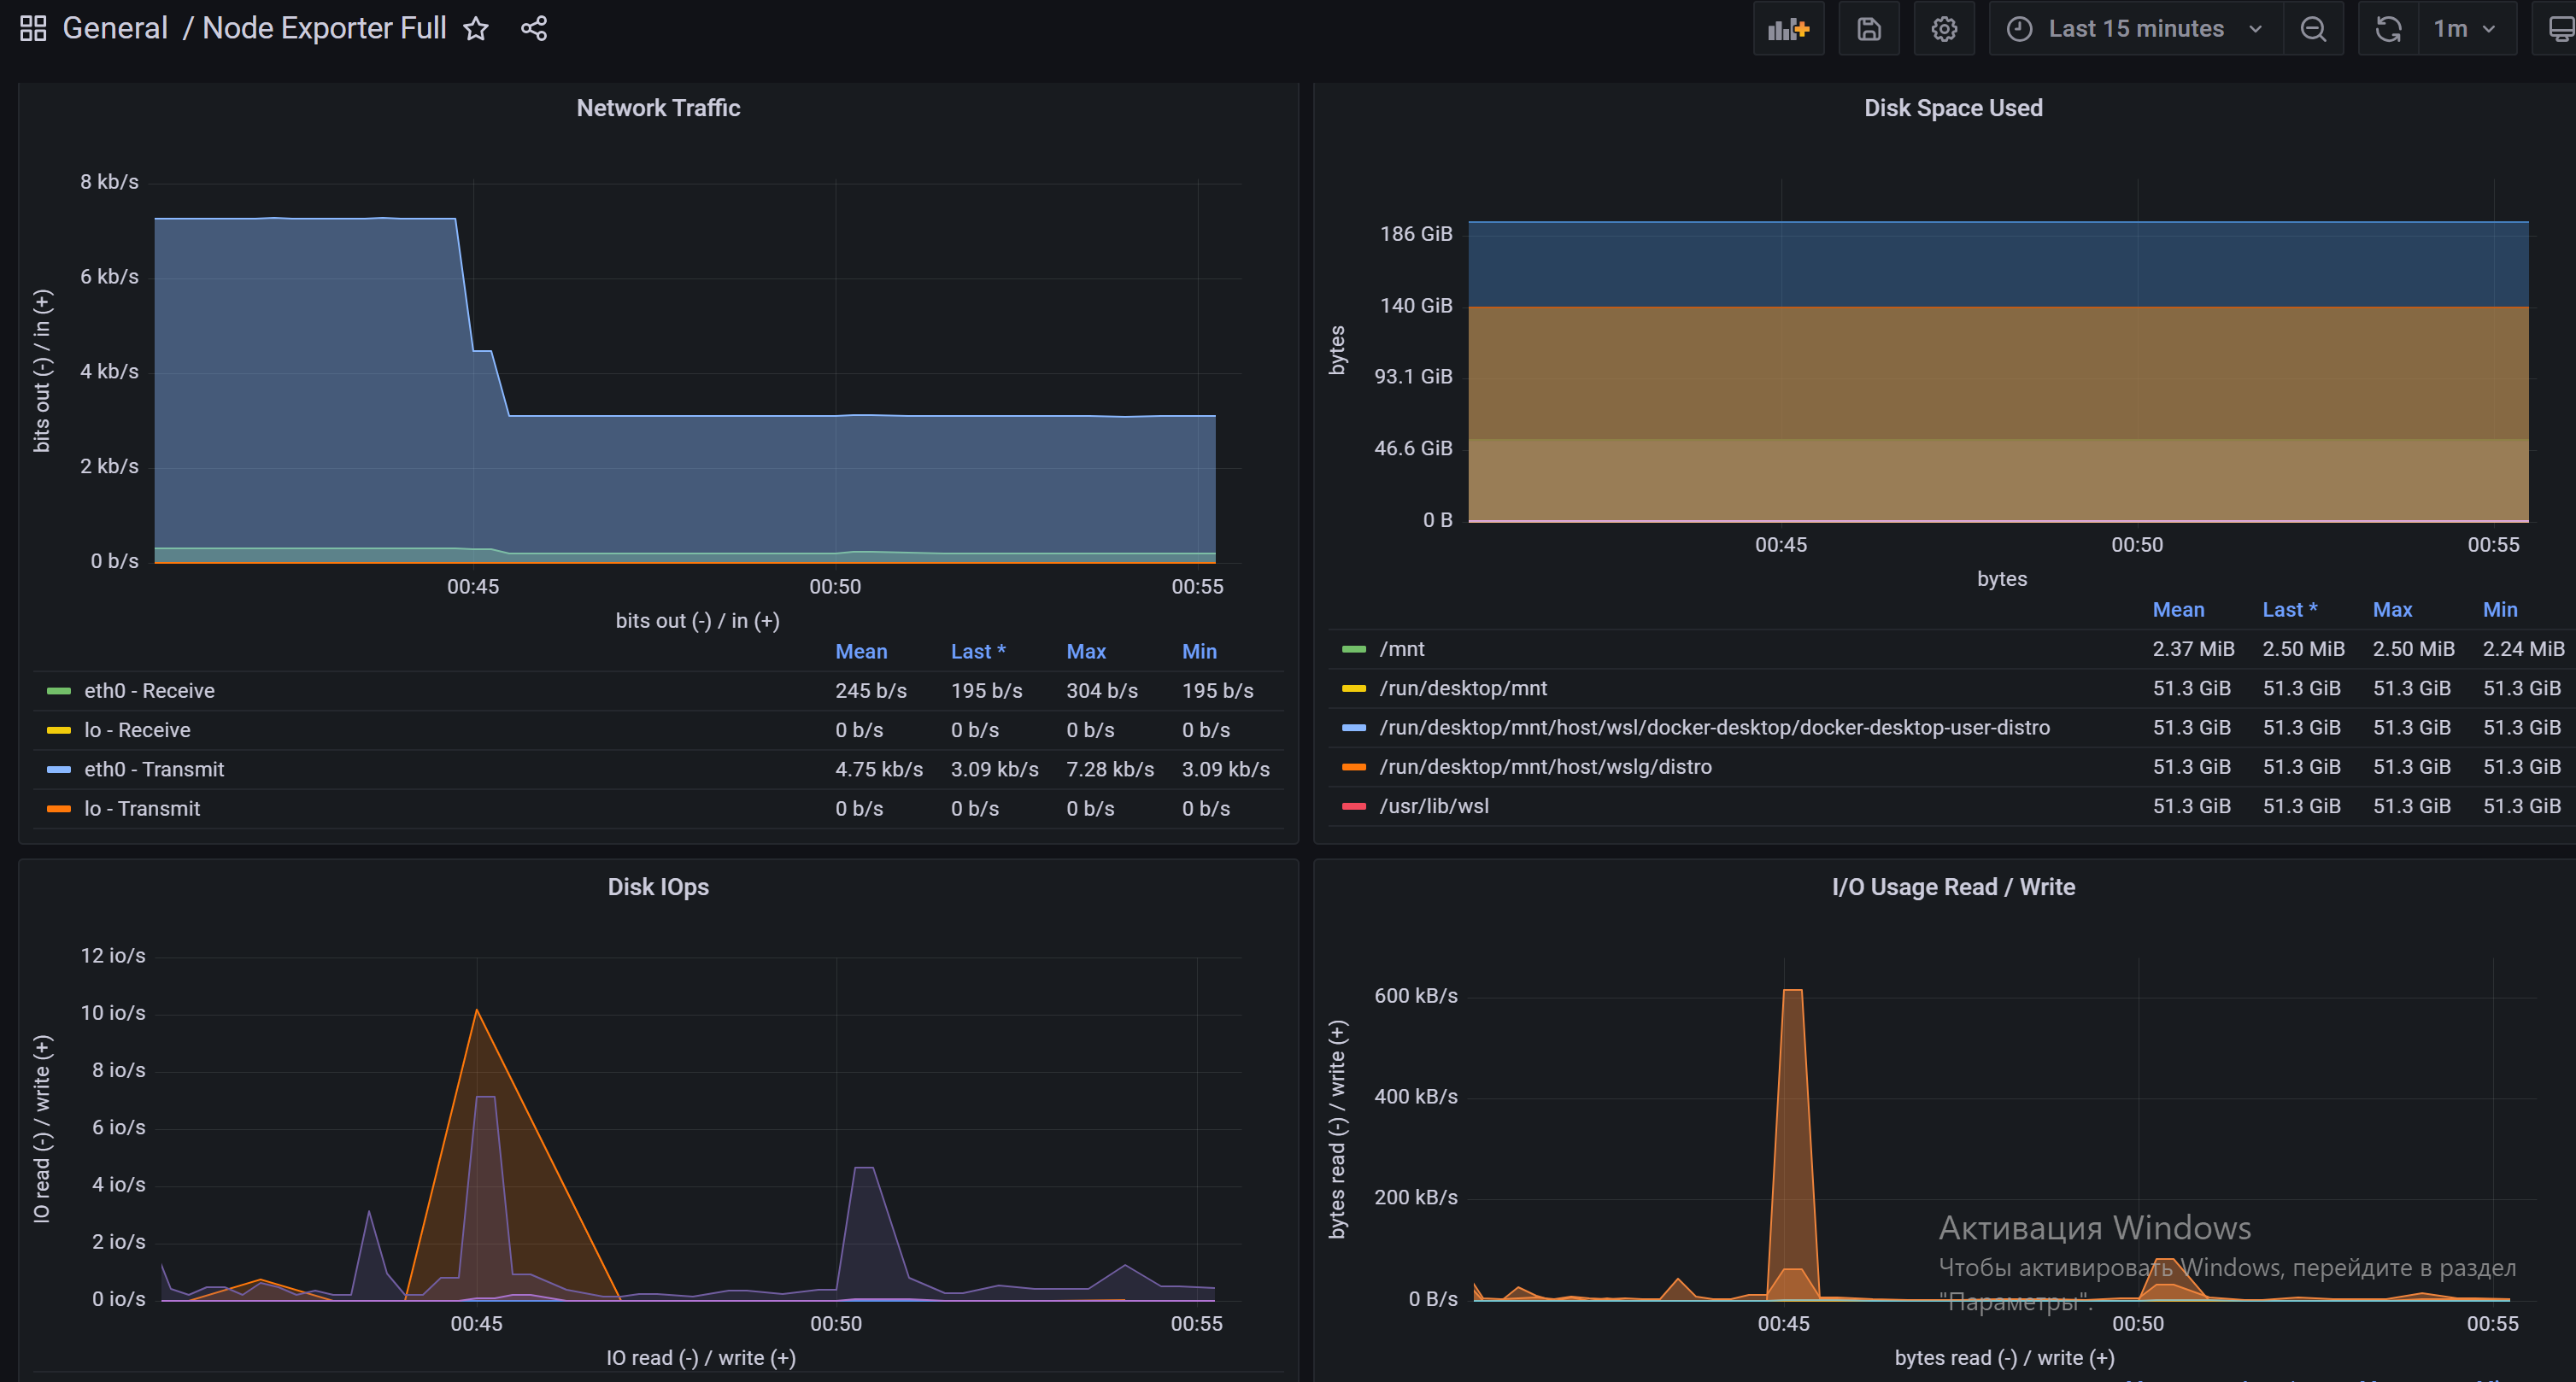 General / Node Exporter Full
Last 15 minutes
1m
Network Traffic
8 kb/s
6 kb/s
4 kb/s
2 kb/s
0 b/s
bits out (-) / in (+)
00:45 00:50 00:55
bits out (-) / in (+)
Mean Last * Max Min
eth0 - Receive 245 b/s 195 b/s 304 b/s 195 b/s
lo - Receive 0 b/s 0 b/s 0 b/s 0 b/s
eth0 - Transmit 4.75 kb/s 3.09 kb/s 7.28 kb/s 3.09 kb/s
lo - Transmit 0 b/s 0 b/s 0 b/s 0 b/s
Disk Space Used
186 GiB
140 GiB
93.1 GiB
46.6 GiB
0 B
bytes
00:45 00:50 00:55
bytes
Mean Last * Max Min
/mnt 2.37 MiB 2.50 MiB 2.50 MiB 2.24 MiB
/run/desktop/mnt 51.3 GiB 51.3 GiB 51.3 GiB 51.3 GiB
/run/desktop/mnt/host/wsl/docker-desktop/docker-desktop-user-distro 51.3 GiB 51.3 GiB 51.3 GiB 51.3 GiB
/run/desktop/mnt/host/wslg/distro 51.3 GiB 51.3 GiB 51.3 GiB 51.3 GiB
/usr/lib/wsl 51.3 GiB 51.3 GiB 51.3 GiB 51.3 GiB
Disk IOps
12 io/s
10 io/s
8 io/s
6 io/s
4 io/s
2 io/s
0 io/s
IO read (-) / write (+)
00:45 00:50 00:55
IO read (-) / write (+)
I/O Usage Read / Write
600 kB/s
400 kB/s
200 kB/s
0 B/s
bytes read (-) / write (+)
00:45 00:50 00:55
bytes read (-) / write (+)
Активация Windows
Чтобы активировать Windows, перейдите в раздел
"Параметры".